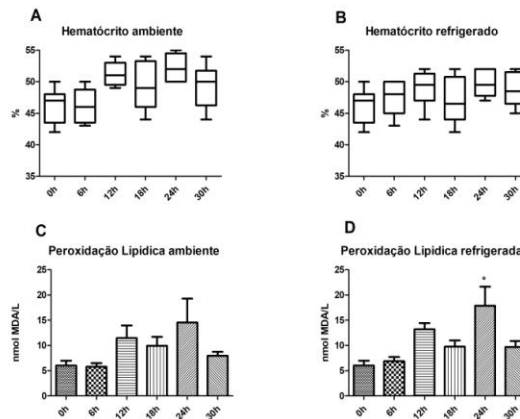 A
Hematócrito ambiente
55
50
45
40
35
%
0h 6h 12h 18h 24h 30h
B
Hematócrito refrigerado
55
50
45
40
35
%
0h 6h 12h 18h 24h 30h
C
Peroxidação Lipídica ambiente
25
20
15
10
5
0
nmol MDA/L
0h 6h 12h 18h 24h 30h
D
Peroxidação Lipidica refrigerada
25
20
15
10
5
0
nmol MDA/L
*
0h 6h 12h 18h 24h 30h